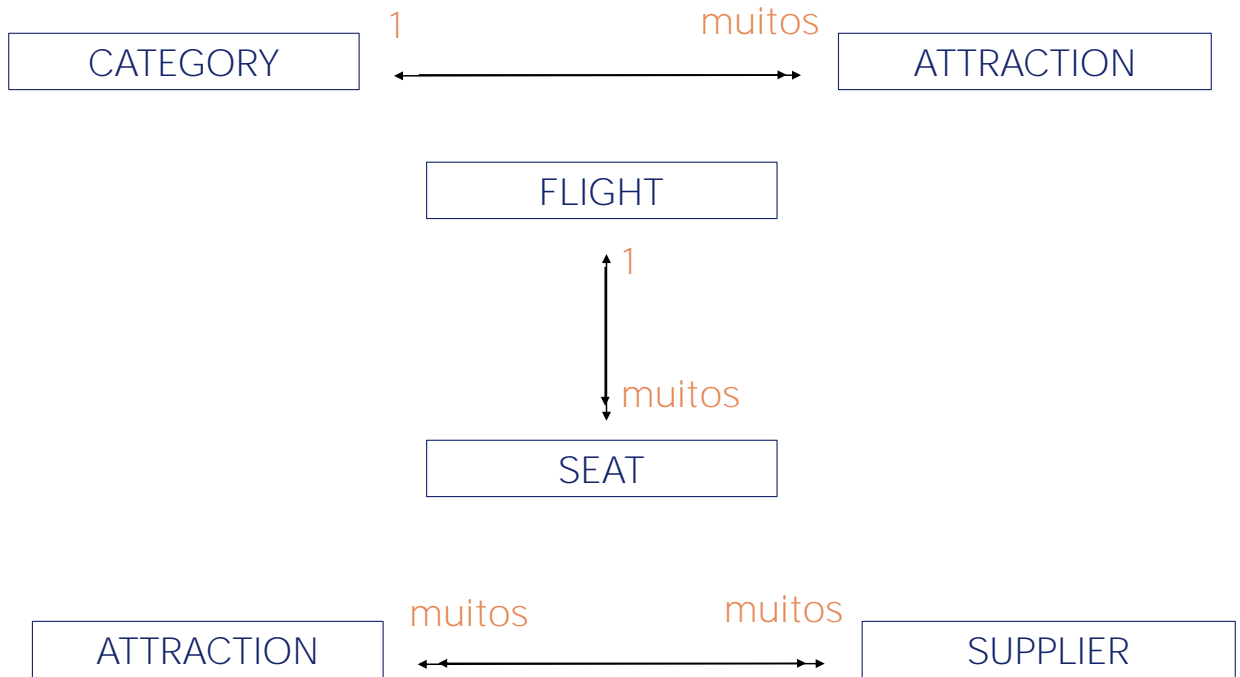 1 muitos
CATEGORY ATTRACTION
FLIGHT
1
muitos
SEAT
muitos muitos
ATTRACTION SUPPLIER